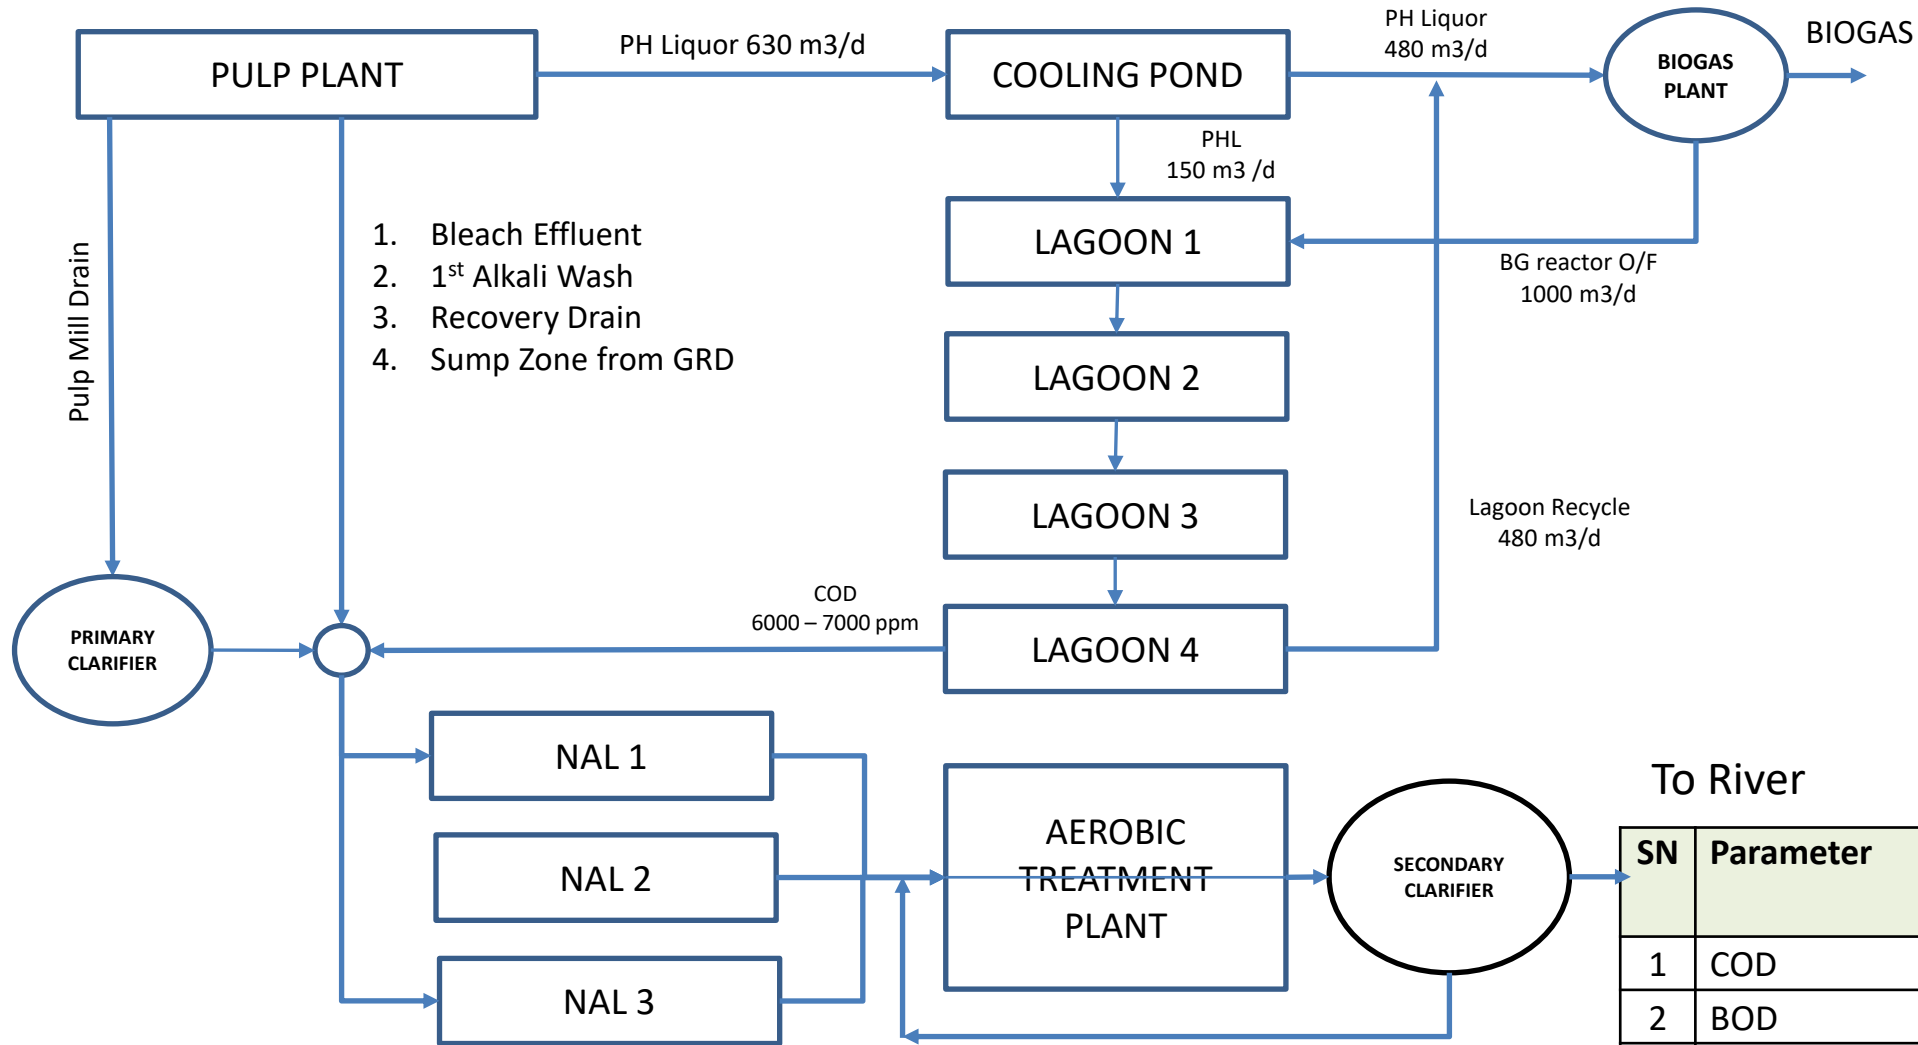 PULP PLANT
PH Liquor 630 m3/d
COOLING POND
PH Liquor
480 m3/d
BIOGAS
PLANT
BIOGAS
PHL
150 m3 /d
Pulp Mill Drain
1. Bleach Effluent
2. 1st Alkali Wash
3. Recovery Drain
4. Sump Zone from GRD
LAGOON 1
BG reactor O/F
1000 m3/d
LAGOON 2
LAGOON 3
Lagoon Recycle
480 m3/d
COD
6000 – 7000 ppm
LAGOON 4
PRIMARY
CLARIFIER
NAL 1
NAL 2
NAL 3
AEROBIC
TREATMENT
PLANT
SECONDARY
CLARIFIER
To River
SN Parameter
1 COD
2 BOD